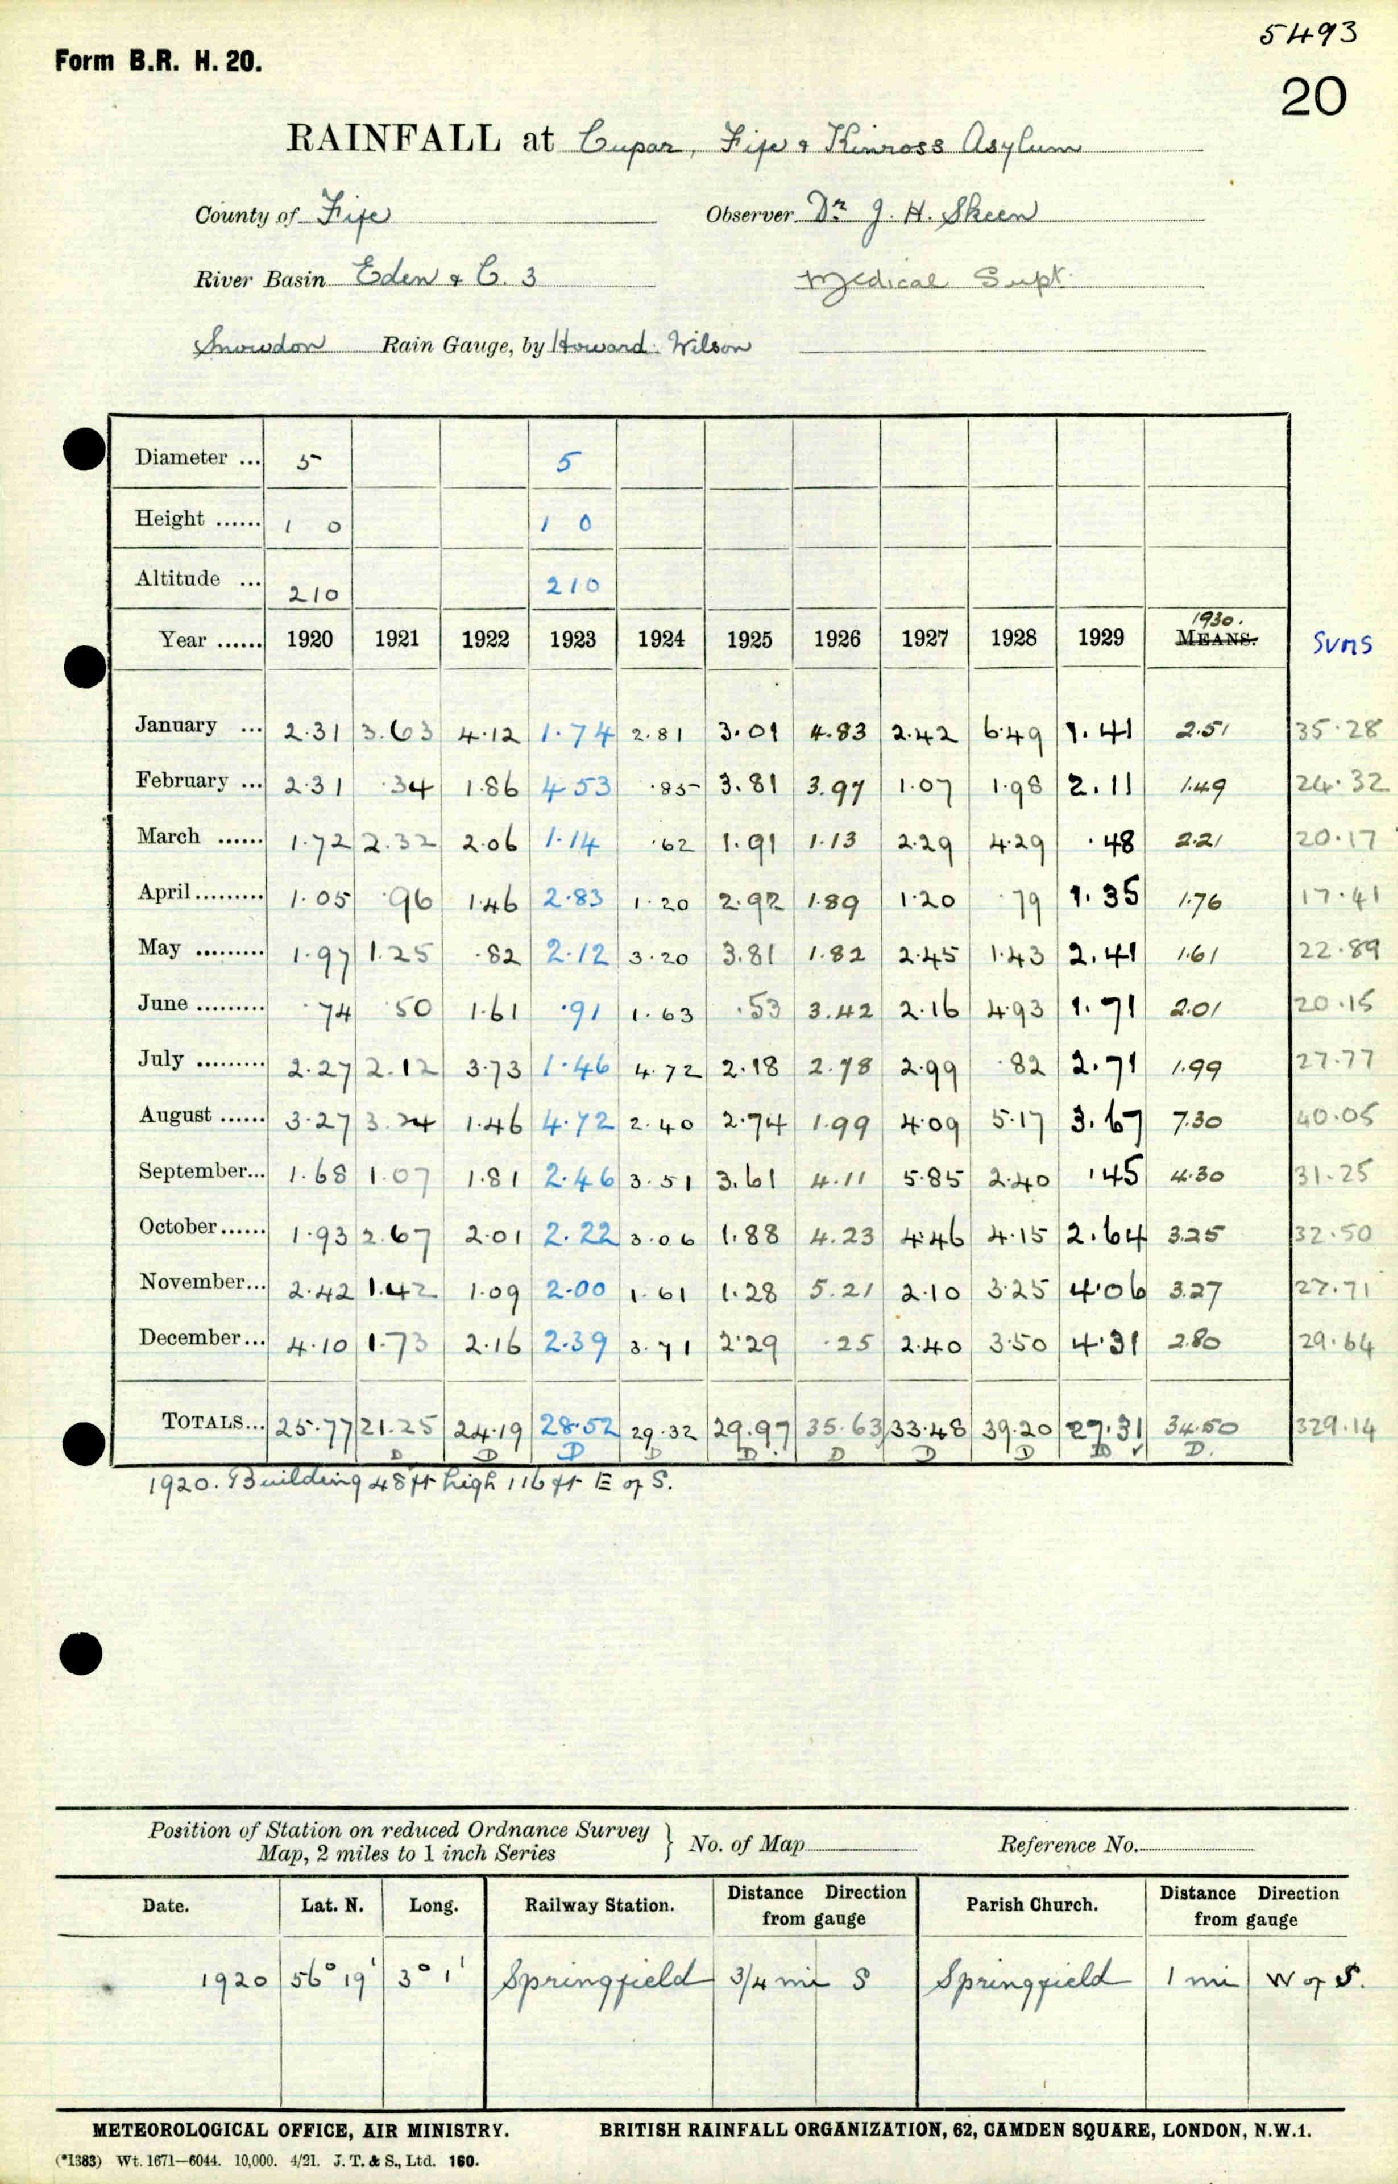 5493
Form B.R. H. 20.
20
RAINFALL at Cupar, Fife & Kinross Asylum
County of Fife Observer Dr J. H. Skeen
River Basin Eden & C. 3 Medical Supt.
Snowdon Rain Gauge, by Howard. Wilson
Diameter ... 5 5
Height ...... 1 0 1 0
Altitude ... 210 210
1930.
Year ...... 1920 1921 1922 1923 1924 1925 1926 1927 1928 1929 MEANS. SUMS
January ... 2.31 3.63 4.12 1.74 2.81 3.01 4.83 2.42 6.49 1.41 2.51 35.28
February ... 2.31 .34 1.86 4.53 .85 3.81 3.97 1.07 1.98 2.11 1.49 24.32
March ...... 1.72 2.32 2.06 1.14 .62 1.91 1.13 2.29 4.29 .48 2.21 20.17
April ......... 1.05 .96 1.46 2.83 1.20 2.92 1.89 1.20 .79 1.35 1.76 17.41
May ......... 1.97 1.25 .82 2.12 3.20 3.81 1.82 2.45 1.43 2.41 1.61 22.89
June ......... .74 .50 1.61 .91 1.63 .53 3.42 2.16 4.93 1.71 2.01 20.15
July ......... 2.27 2.12 3.73 1.46 4.72 2.18 2.78 2.99 .82 2.71 1.99 27.77
August ...... 3.27 3.24 1.46 4.72 2.40 2.74 1.99 4.09 5.17 3.67 7.30 40.05
September... 1.68 1.07 1.81 2.46 3.51 3.61 4.11 5.85 2.40 .45 4.30 31.25
October...... 1.93 2.67 2.01 2.22 3.06 1.88 4.23 4.46 4.15 2.64 3.25 32.50
November... 2.42 1.42 1.09 2.00 1.61 1.28 5.21 2.10 3.25 4.06 3.27 27.71
December... 4.10 1.73 2.16 2.39 3.71 2.29 .25 2.40 3.50 4.31 2.80 29.64
TOTALS... 25.77 21.25 24.19 28.52 29.32 29.97 35.63 33.48 39.20 27.31 34.50 329.14
D D D D D. D D D D ✓ D.
1920. Building 48 ft high 116 ft E of S.
Position of Station on reduced Ordnance Survey
Map, 2 miles to 1 inch Series } No. of Map Reference No.
Date. Lat. N. Long. Railway Station. Distance Direction from gauge Parish Church. Distance Direction from gauge
1920 56° 19' 3° 1' Springfield 3/4 mi S Springfield 1 mi W of S.
METEOROLOGICAL OFFICE, AIR MINISTRY. BRITISH RAINFALL ORGANIZATION, 62, CAMDEN SQUARE, LONDON, N.W.1.
(*1383) Wt. 1671—6044. 10,000. 4/21. J. T. & S., Ltd. 160.